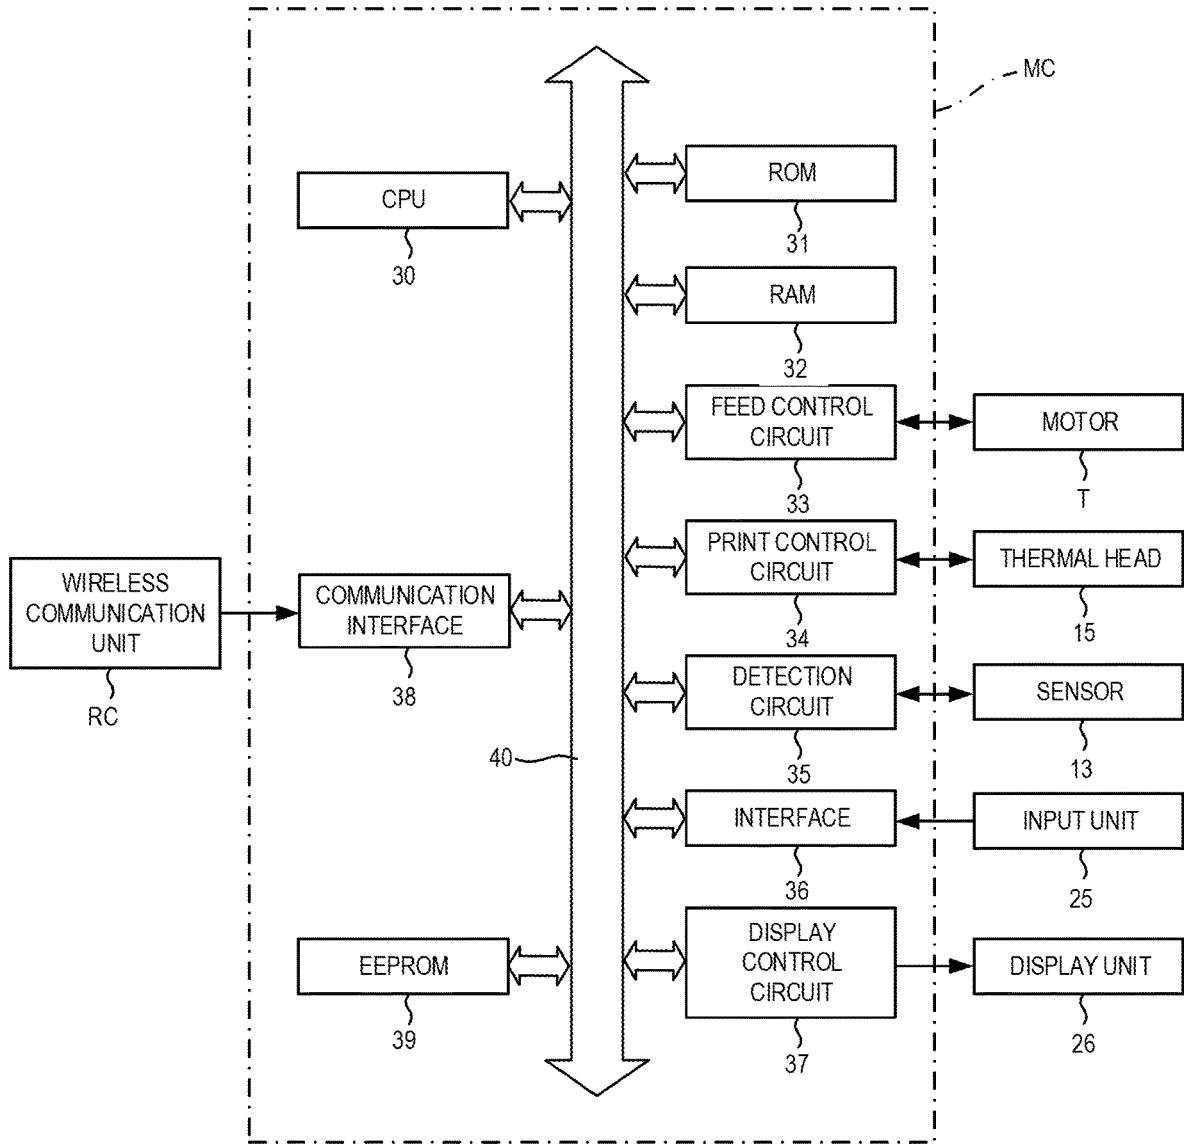 MC
ROM
31
CPU
30
RAM
32
FEED CONTROL
CIRCUIT
33
MOTOR
T
PRINT CONTROL
CIRCUIT
34
THERMAL HEAD
15
WIRELESS
COMMUNICATION
UNIT
RC
COMMUNICATION
INTERFACE
38
DETECTION
CIRCUIT
35
SENSOR
13
40
INTERFACE
36
INPUT UNIT
25
EEPROM
39
DISPLAY
CONTROL
CIRCUIT
37
DISPLAY UNIT
26